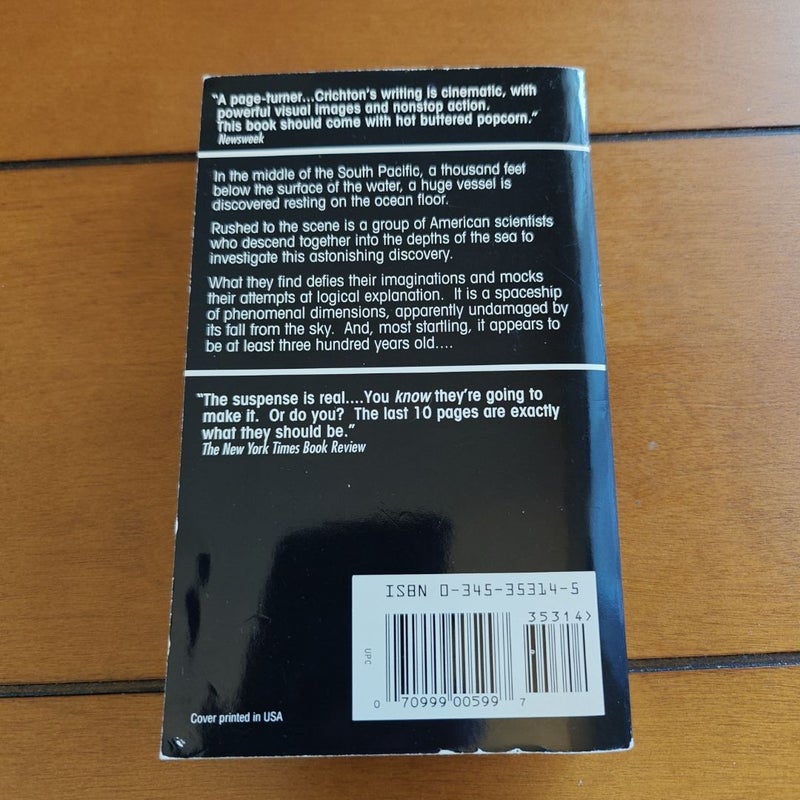 "A page-turner...Crichton's writing is cinematic, with
powerful visual images and nonstop action.
This book should come with hot buttered popcorn."
Newsweek
In the middle of the South Pacific, a thousand feet
below the surface of the water, a huge vessel is
discovered resting on the ocean floor.
Rushed to the scene is a group of American scientists
who descend together into the depths of the sea to
investigate this astonishing discovery.
What they find defies their imaginations and mocks
their attempts at logical explanation. It is a spaceship
of phenomenal dimensions, apparently undamaged by
its fall from the sky. And, most startling, it appears to
be at least three hundred years old....
"The suspense is real....You know they're going to
make it. Or do you? The last 10 pages are exactly
what they should be."
The New York Times Book Review
ISBN 0-345-35314-5
35314>
UPC
0 70999 00599 7
Cover printed in USA